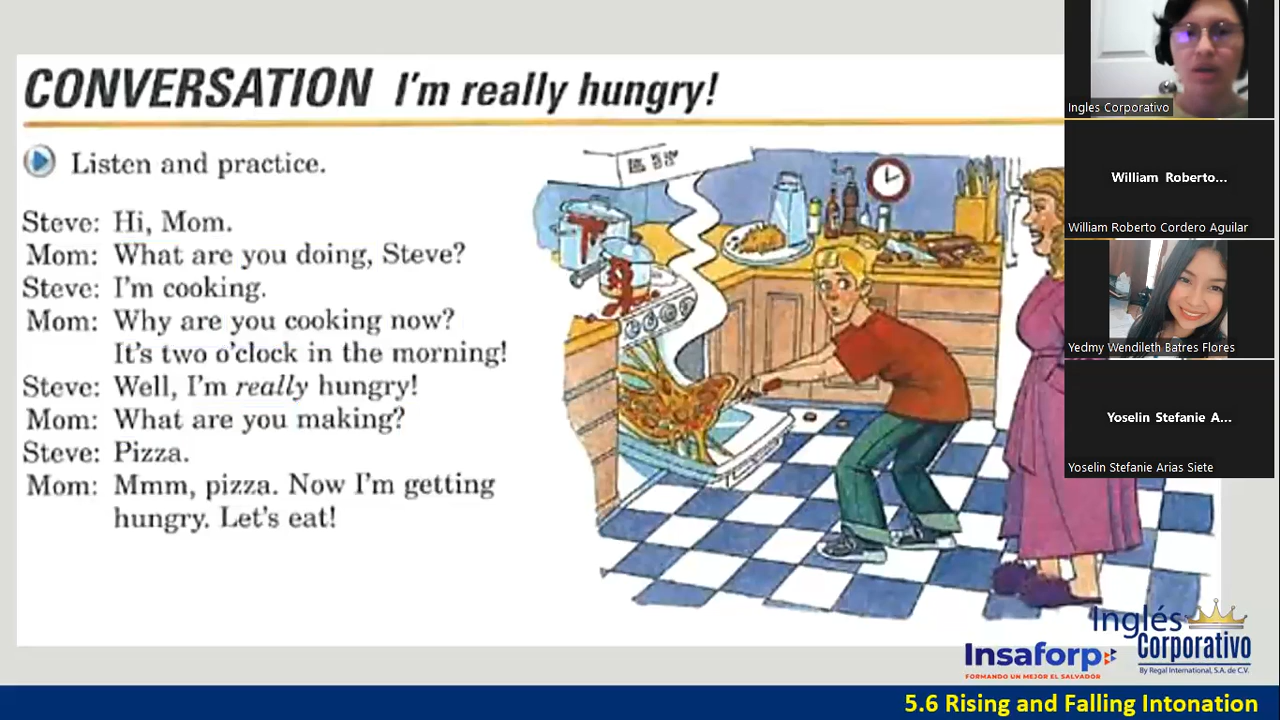 CONVERSATION I'm really hungry!
Listen and practice.
Steve: Hi, Mom.
Mom: What are you doing, Steve?
Steve: I'm cooking.
Mom: Why are you cooking now?
It's two o'clock in the morning!
Steve: Well, I'm really hungry!
Mom: What are you making?
Steve: Pizza.
Mom: Mmm, pizza. Now I'm getting
hungry. Let's eat!
Ingles Corporativo
William Roberto...
William Roberto Cordero Aguilar
Yedmy Wendileth Batres Flores
Yoselin Stefanie A...
Yoselin Stefanie Arias Siete
Inglés
Corporativo
By Regal International, S.A. de C.V.
Insaforp
FORMANDO UN MEJOR EL SALVADOR
5.6 Rising and Falling Intonation